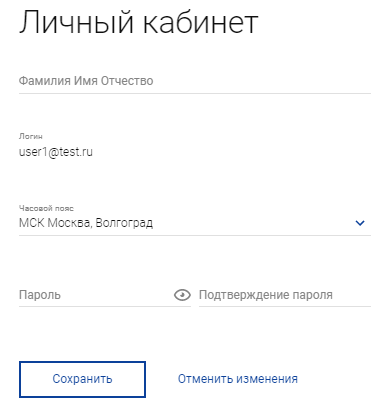 Личный кабинет
Фамилия Имя Отчество
Логин
user1@test.ru
Часовой пояс
МСК Москва, Волгоград
Пароль Подтверждение пароля
Сохранить Отменить изменения